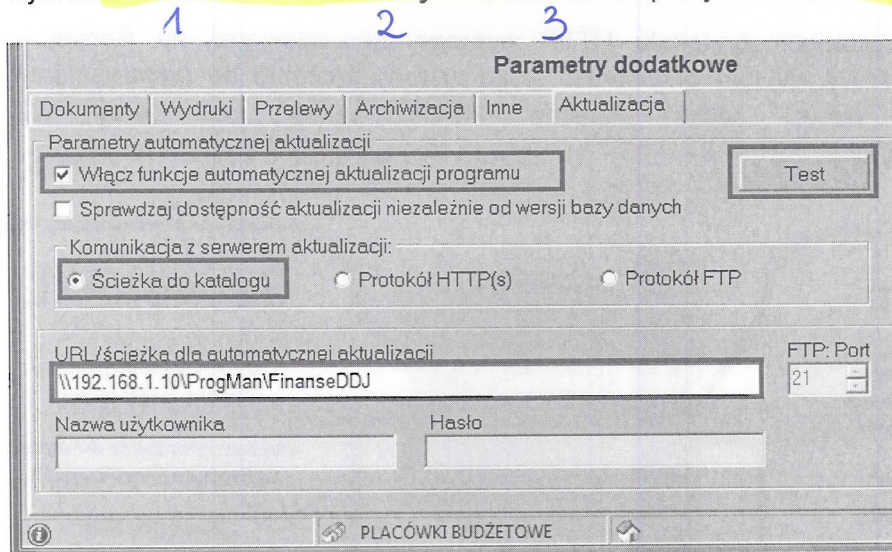 1 2 3
Parametry dodatkowe
Dokumenty Wydruki Przelewy Archiwizacja Inne Aktualizacja
Parametry automatycznej aktualizacji
Włącz funkcje automatycznej aktualizacji programu Test
Sprawdzaj dostępność aktualizacji niezależnie od wersji bazy danych
Komunikacja z serwerem aktualizacji:
Ścieżka do katalogu Protokół HTTP(s) Protokół FTP
URL/ścieżka dla automatycznej aktualizacji FTP: Port
\\192.168.1.10\ProgMan\FinanseDDJ 21
Nazwa użytkownika Hasło
PLACÓWKI BUDŻETOWE